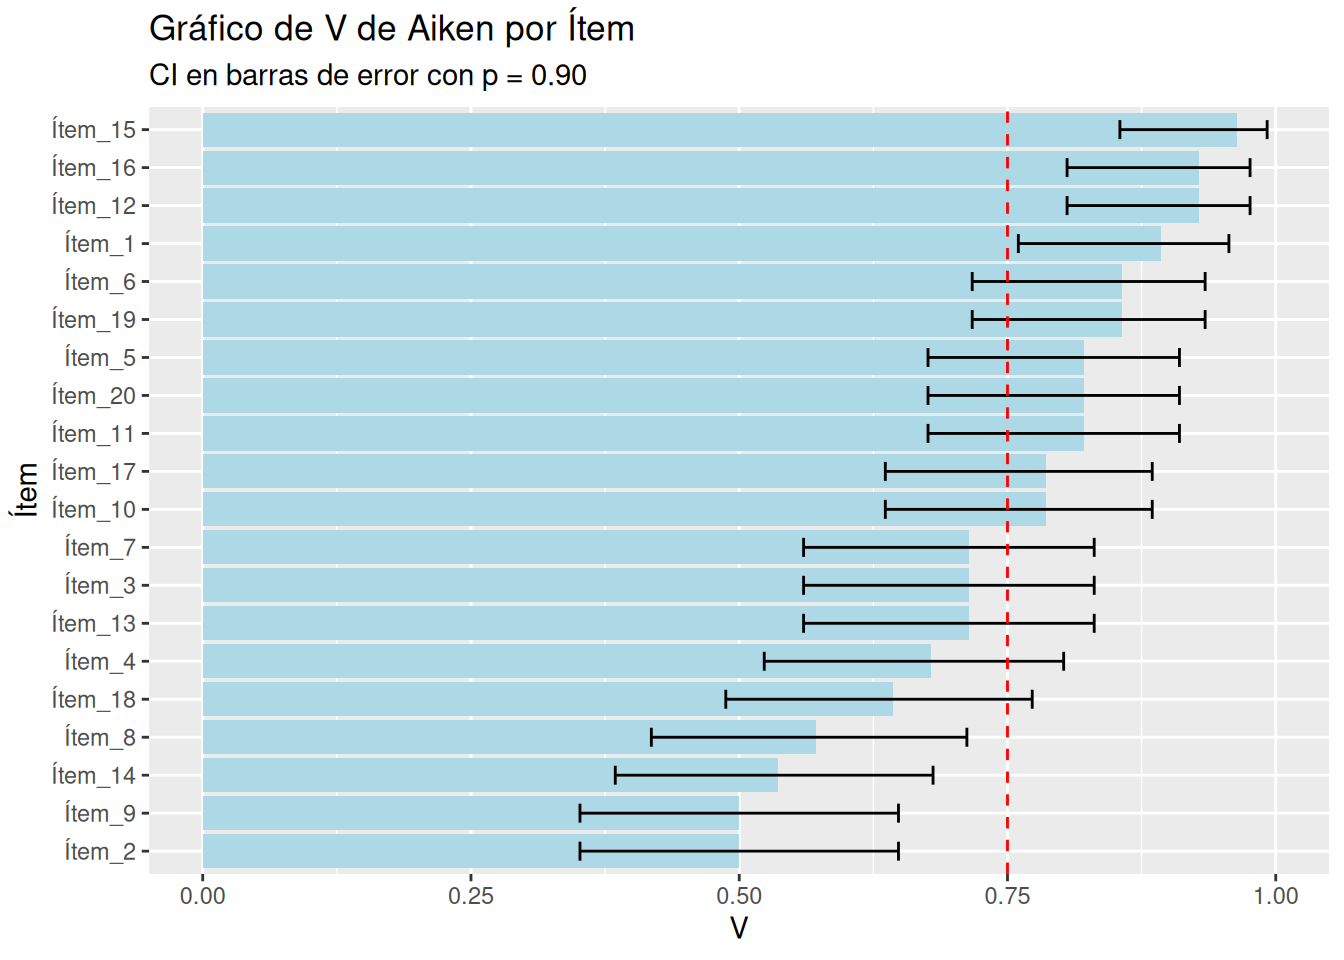 Gráfico de V de Aiken por Ítem
CI en barras de error con p = 0.90
Ítem_15
Ítem_16
Ítem_12
Ítem_1
Ítem_6
Ítem_19
Ítem_5
Ítem_20
Ítem_11
Ítem_17
Ítem_10
Ítem_7
Ítem_3
Ítem_13
Ítem_4
Ítem_18
Ítem_8
Ítem_14
Ítem_9
Ítem_2
Ítem
0.00 0.25 0.50 0.75 1.00
V